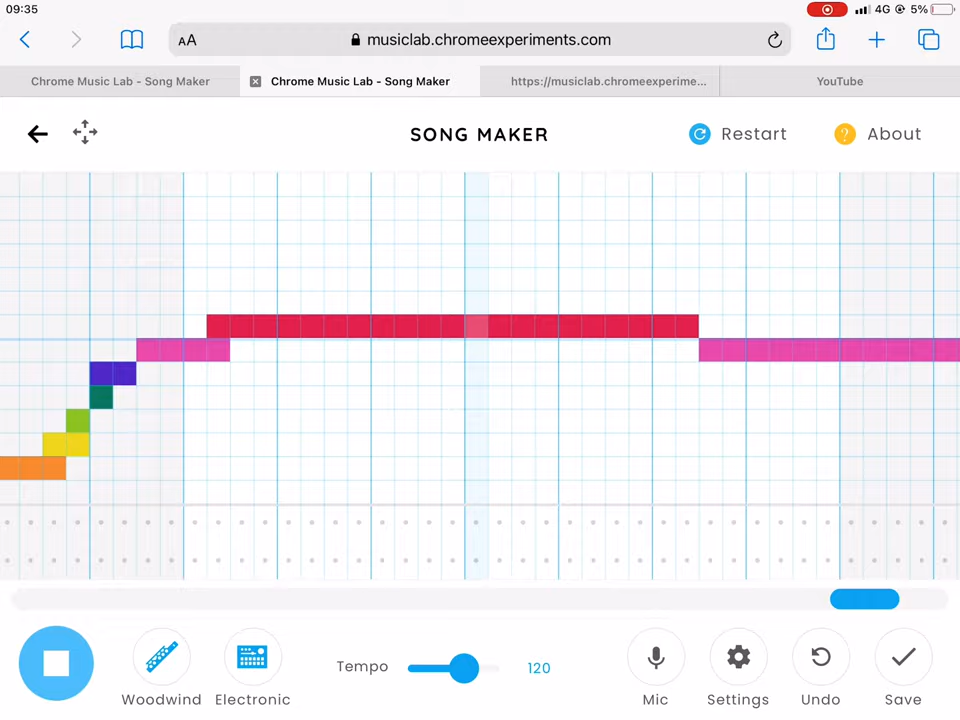 09:35
4G 5%
AA musiclab.chromeexperiments.com
Chrome Music Lab - Song Maker
Chrome Music Lab - Song Maker
https://musiclab.chromeexperime...
YouTube
SONG MAKER
Restart
? About
Woodwind
Electronic
Tempo
120
Mic
Settings
Undo
Save